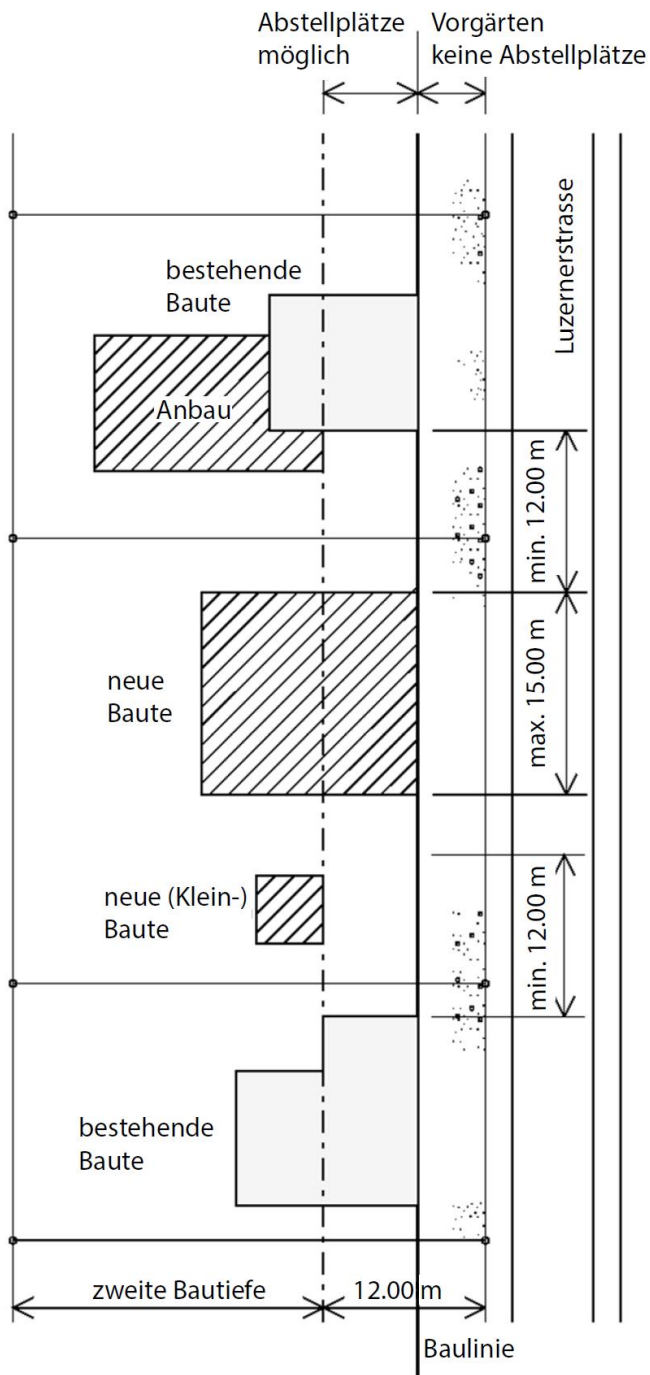 Abstellplätze
möglich
Vorgärten
keine Abstellplätze
Luzernerstrasse
bestehende
Baute
Anbau
min. 12.00 m
neue
Baute
max. 15.00 m
neue (Klein-)
Baute
min. 12.00 m
bestehende
Baute
zweite Bautiefe
12.00 m
Baulinie